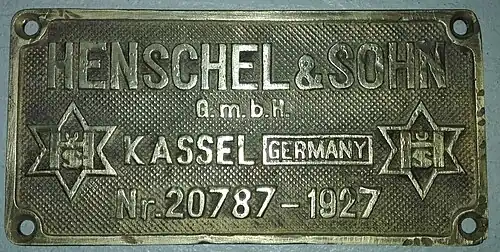 HENSCHEL & SOHN
G.m.b.H.
KASSEL GERMANY
Nr. 20787-1927